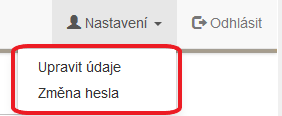 Nastavení Odhlásit
Upravit údaje
Změna hesla